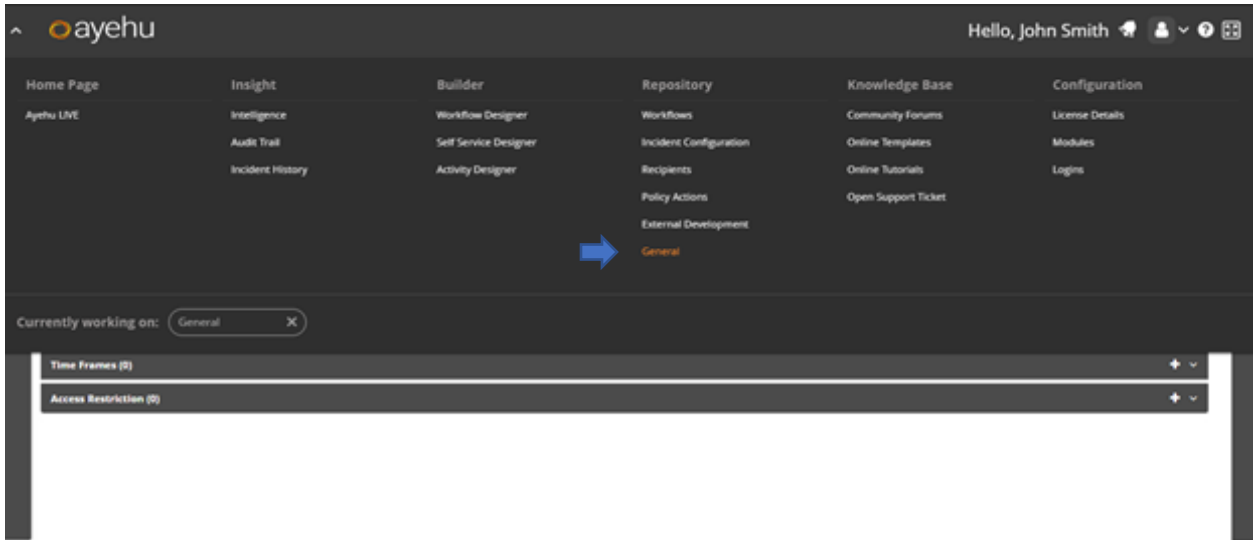 ayehu
Hello, John Smith
Home Page
Ayehu LIVE
Insight
Intelligence
Audit Trail
Incident History
Builder
Workflow Designer
Self Service Designer
Activity Designer
Repository
Workflows
Incident Configuration
Recipients
Policy Actions
External Development
General
Knowledge Base
Community Forums
Online Templates
Online Tutorials
Open Support Ticket
Configuration
License Details
Modules
Logins
Currently working on: General
Time Frames (0)
Access Restriction (0)